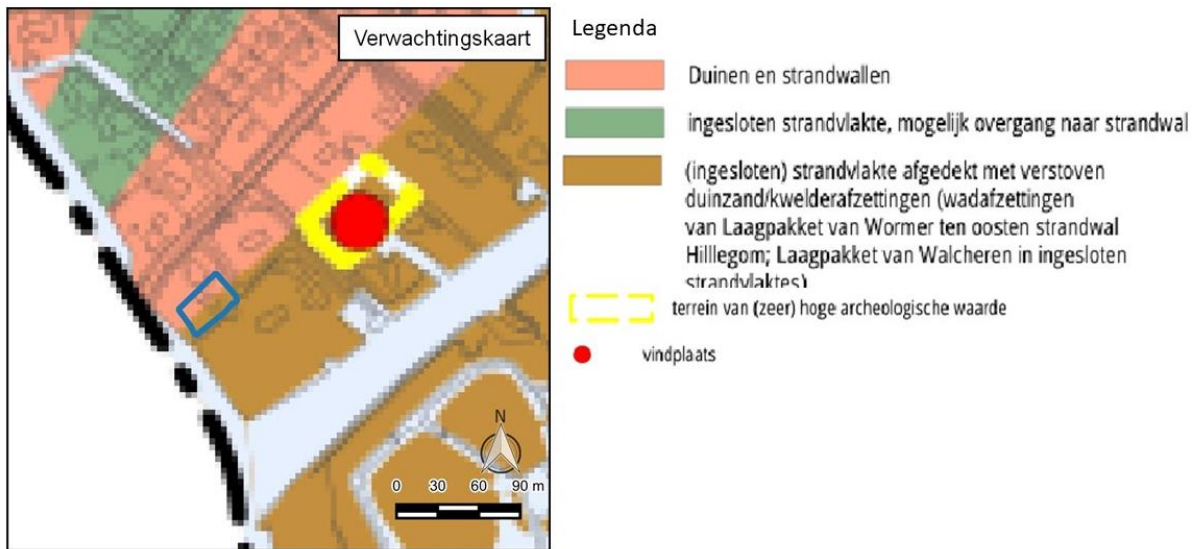 Verwachtingskaart
N
0 30 60 90 m
Legenda
Duinen en strandwallen
ingesloten strandvlakte, mogelijk overgang naar strandwal
(ingesloten) strandvlakte afgedekt met verstoven
duinzand/kwelderafzettingen (wadafzettingen
van Laagpakket van Wormer ten oosten strandwal
Hilllegom; Laagpakket van Walcheren in ingesloten
strandvlaktes)
terrein van (zeer) hoge archeologische waarde
vindplaats